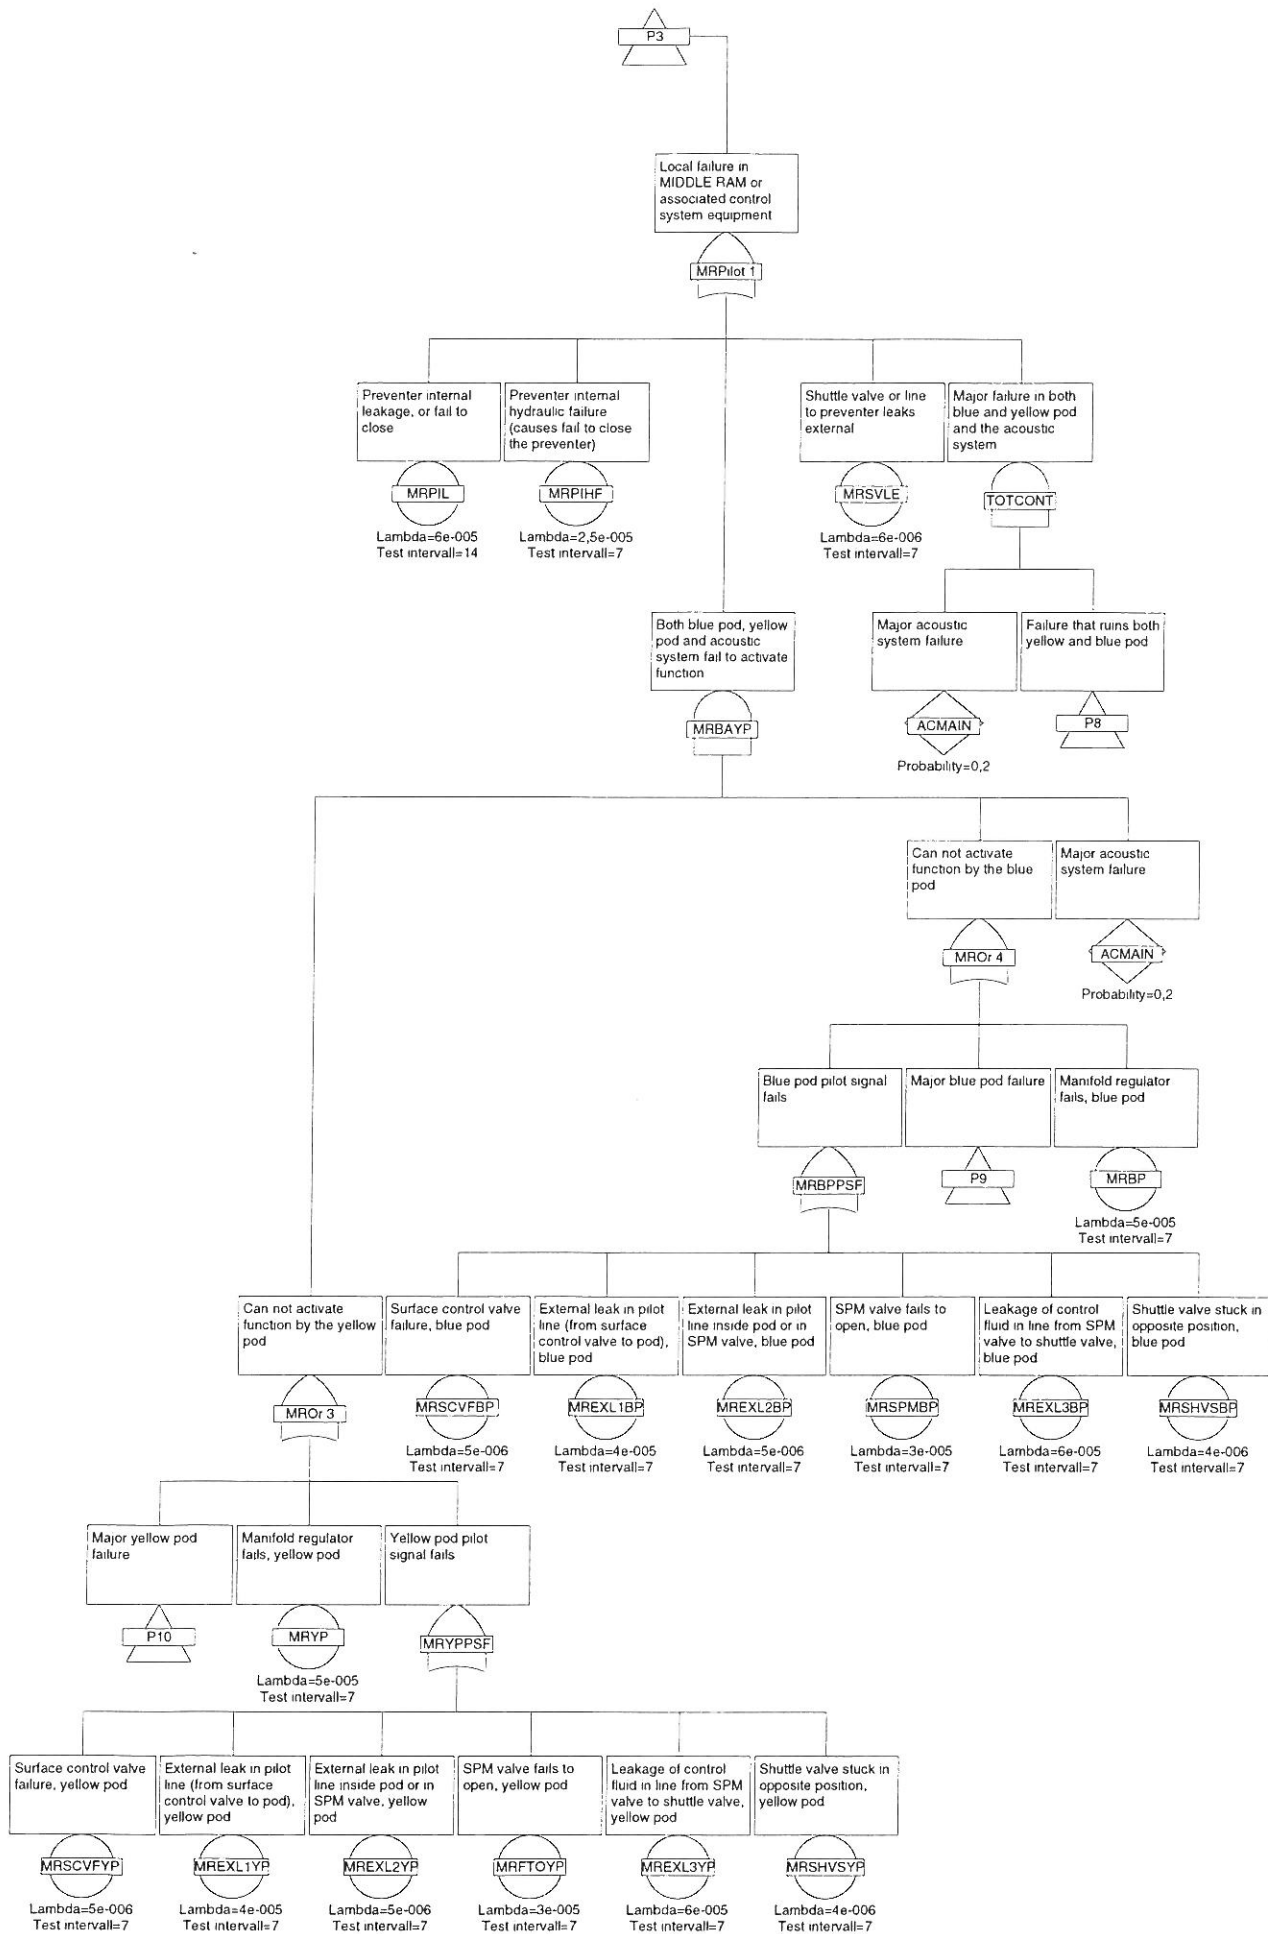 P3
Local failure in
MIDDLE RAM or
associated control
system equipment
MRPilot 1
Preventer internal
leakage, or fail to
close
MRPIL
Lambda=6e-005
Test intervall=14
Preventer internal
hydraulic failure
(causes fail to close
the preventer)
MRPIHF
Lambda=2,5e-005
Test intervall=7
Shuttle valve or line
to preventer leaks
external
MRSVLE
Lambda=6e-006
Test intervall=7
Major failure in both
blue and yellow pod
and the acoustic
system
TOTCONT
Both blue pod, yellow
pod and acoustic
system fail to activate
function
MRBAYP
Major acoustic
system failure
ACMAIN
Probability=0,2
Failure that ruins both
yellow and blue pod
P8
Can not activate
function by the blue
pod
MROr 4
Major acoustic
system failure
ACMAIN
Probability=0,2
Blue pod pilot signal
fails
MRBPPSF
Major blue pod failure
P9
Manifold regulator
fails, blue pod
MRBP
Lambda=5e-005
Test intervall=7
Can not activate
function by the yellow
pod
MROr 3
Surface control valve
failure, blue pod
MRSCVFBP
Lambda=5e-006
Test intervall=7
External leak in pilot
line (from surface
control valve to pod),
blue pod
MREXL1BP
Lambda=4e-005
Test intervall=7
External leak in pilot
line inside pod or in
SPM valve, blue pod
MREXL2BP
Lambda=5e-006
Test intervall=7
SPM valve fails to
open, blue pod
MRSPMBP
Lambda=3e-005
Test intervall=7
Leakage of control
fluid in line from SPM
valve to shuttle valve,
blue pod
MREXL3BP
Lambda=6e-005
Test intervall=7
Shuttle valve stuck in
opposite position,
blue pod
MRSHVSBP
Lambda=4e-006
Test intervall=7
Major yellow pod
failure
P10
Manifold regulator
fails, yellow pod
MRYP
Lambda=5e-005
Test intervall=7
Yellow pod pilot
signal fails
MRYPPSF
Surface control valve
failure, yellow pod
MRSCVFYP
Lambda=5e-006
Test intervall=7
External leak in pilot
line (from surface
control valve to pod),
yellow pod
MREXL1YP
Lambda=4e-005
Test intervall=7
External leak in pilot
line inside pod or in
SPM valve, yellow
pod
MREXL2YP
Lambda=5e-006
Test intervall=7
SPM valve fails to
open, yellow pod
MRFTOYP
Lambda=3e-005
Test intervall=7
Leakage of control
fluid in line from SPM
valve to shuttle valve,
yellow pod
MREXL3YP
Lambda=6e-005
Test intervall=7
Shuttle valve stuck in
opposite position,
yellow pod
MRSHVSYP
Lambda=4e-006
Test intervall=7